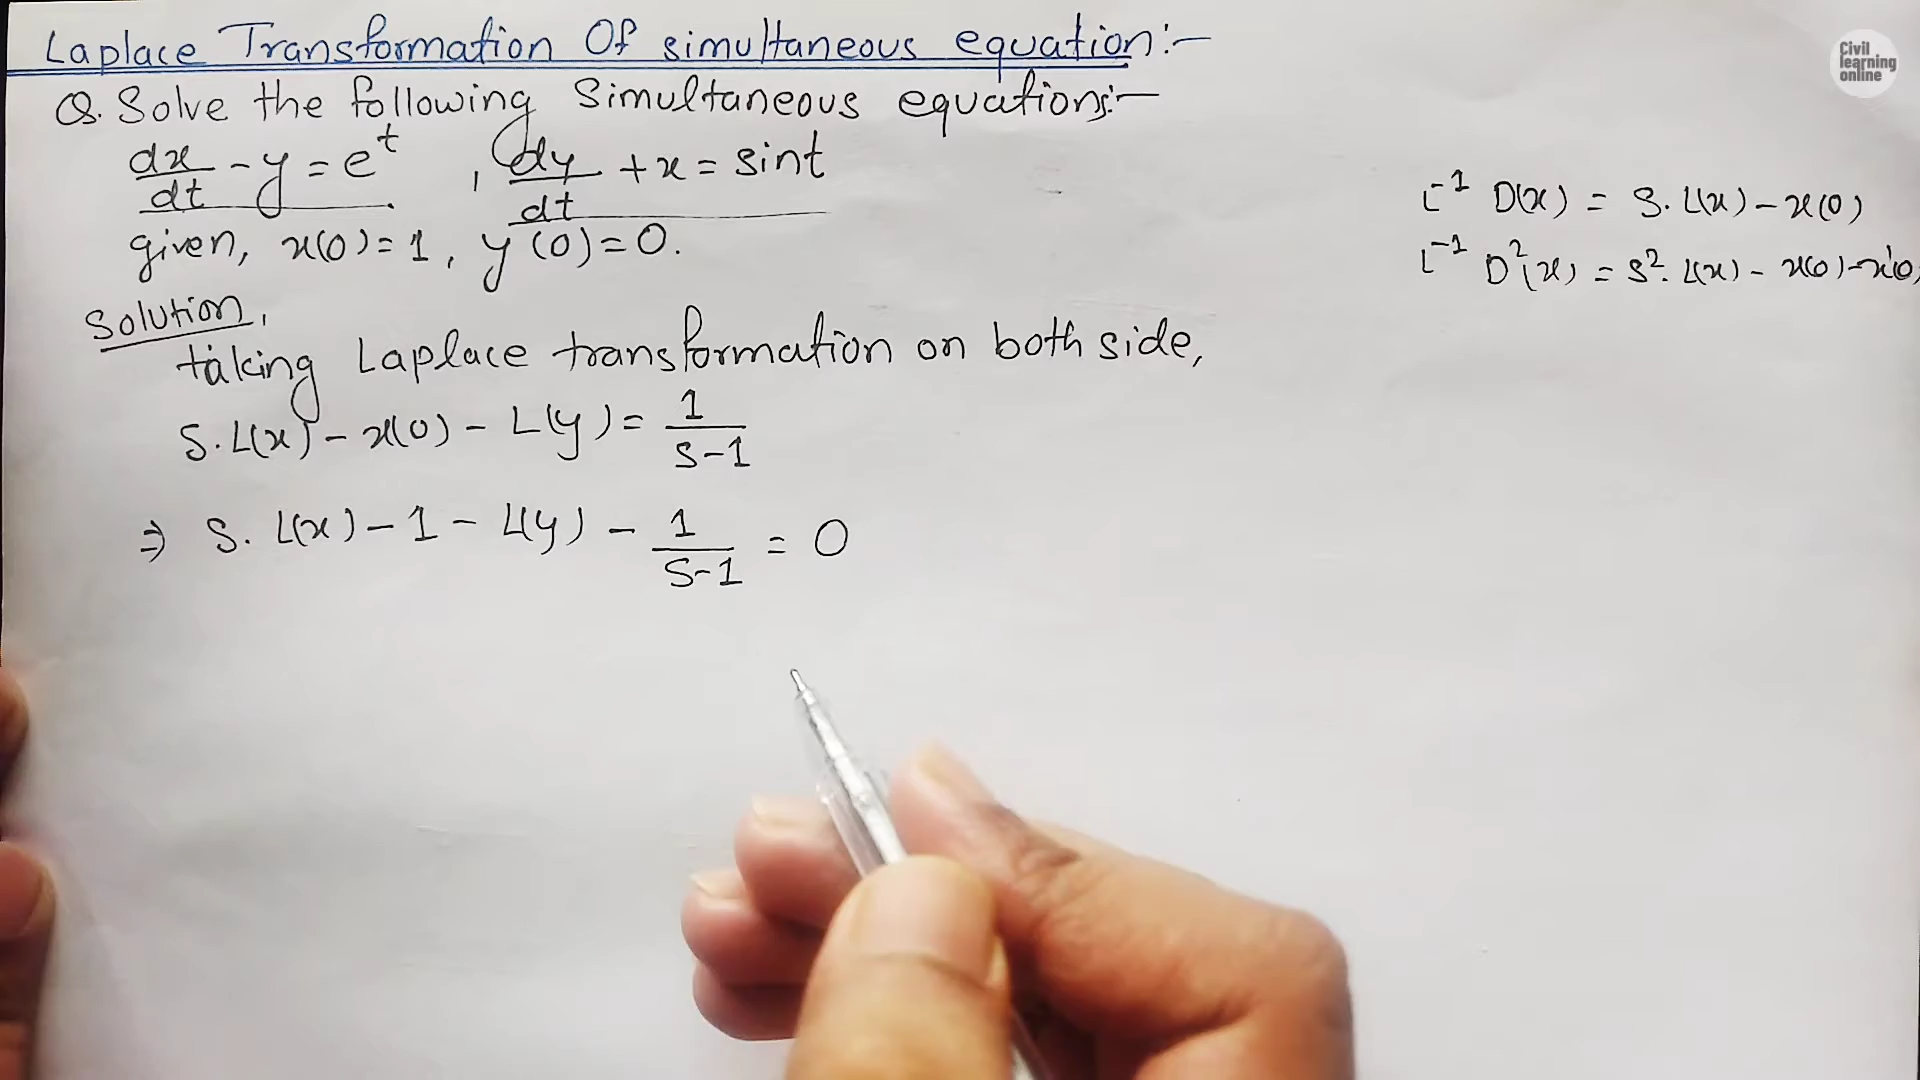 Laplace Transformation Of simultaneous equation:-
Q. Solve the following Simultaneous equations:-
dx/dt - y = e^t , dy/dt + x = sint
given, x(0) = 1, y(0) = 0.
Solution,
taking Laplace transformation on both side,
S. L(x) - x(0) - L(y) = 1/(S-1)
⇒ S. L(x) - 1 - L(y) - 1/(S-1) = 0
L^-1 D(x) = S. L(x) - x(0)
L^-1 D^2(x) = S^2. L(x) - x(0) - x'(0)
Civil
learning
online